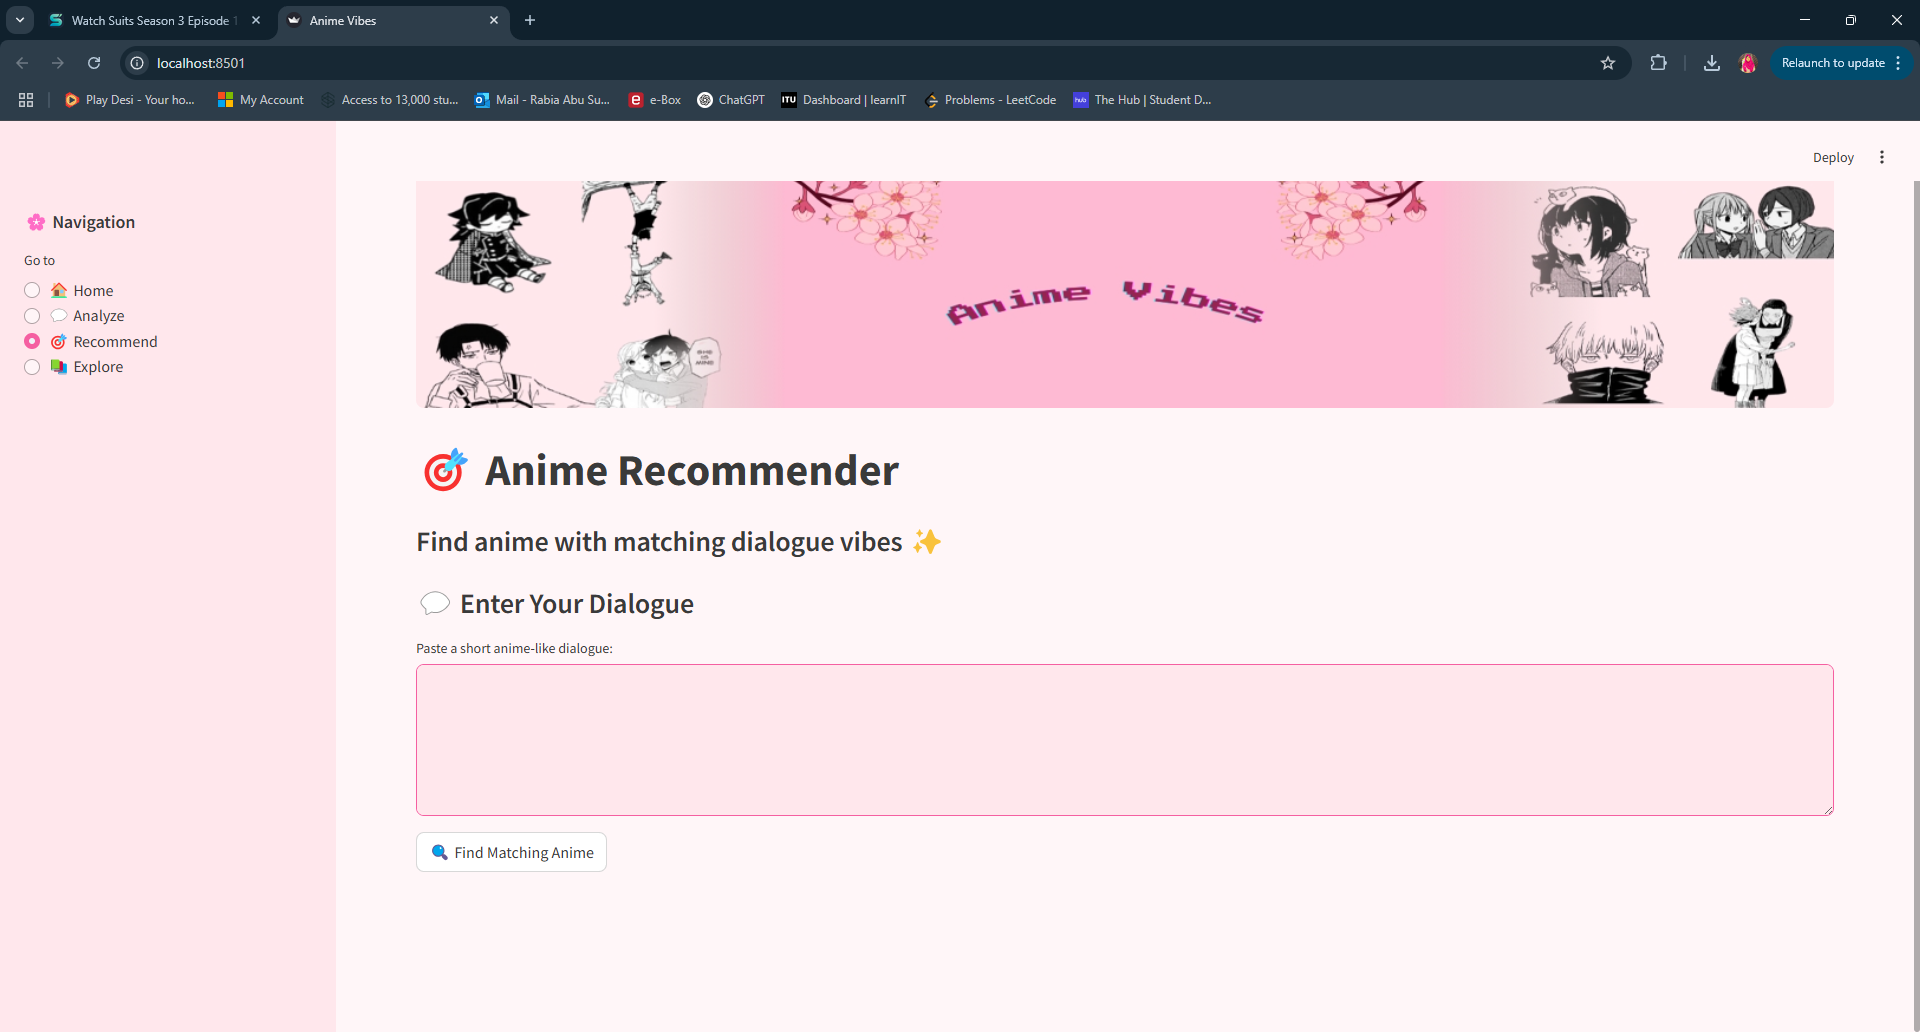 Watch Suits Season 3 Episode 1
Anime Vibes
localhost:8501
Relaunch to update
Play Desi - Your ho...
My Account
Access to 13,000 stu...
Mail - Rabia Abu Su...
e-Box
ChatGPT
ITU
Dashboard | learnIT
Problems - LeetCode
hub
The Hub | Student D...
Deploy
Navigation
Go to
Home
Analyze
Recommend
Explore
Anime Vibes
Anime Recommender
Find anime with matching dialogue vibes
Enter Your Dialogue
Paste a short anime-like dialogue:
Find Matching Anime